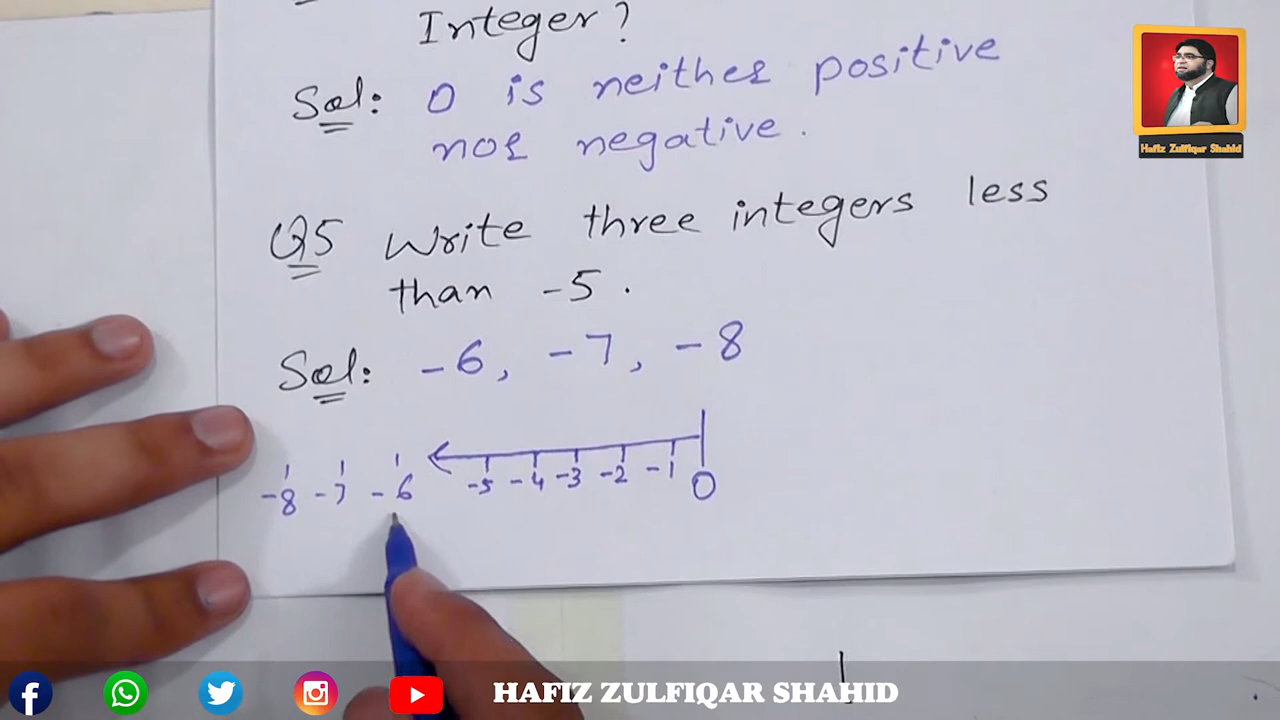 Integer?
Sol: 0 is neither positive
nor negative.
Q5 Write three integers less
than -5.
Sol: -6, -7, -8
-8 -7 -6 -5 -4 -3 -2 -1 0
Hafiz Zulfiqar Shahid
HAFIZ ZULFIQAR SHAHID